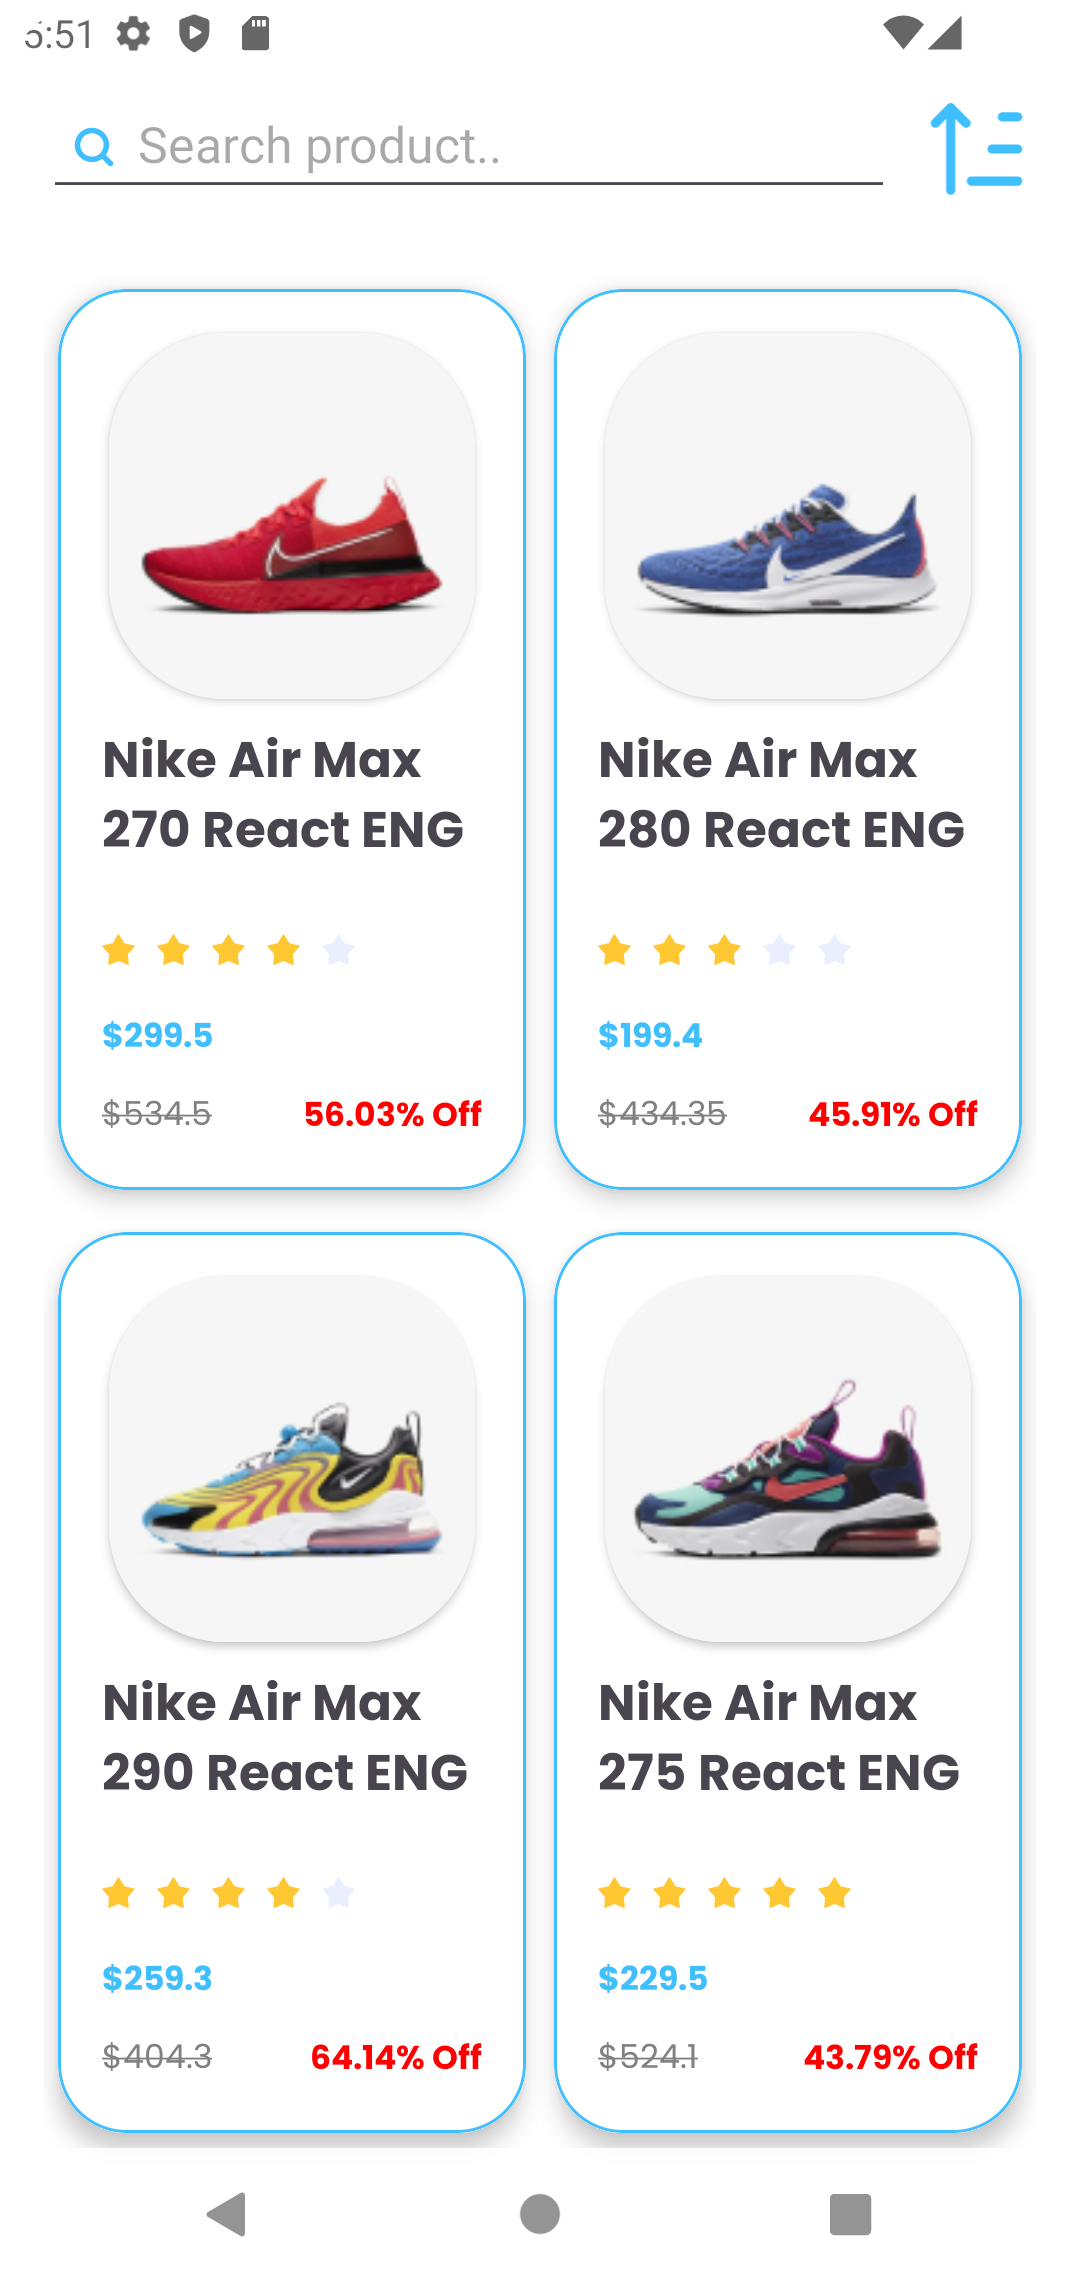 5:51
Search product..
Nike Air Max
270 React ENG
$299.5
$534.5 56.03% Off
Nike Air Max
280 React ENG
$199.4
$434.35 45.91% Off
Nike Air Max
290 React ENG
$259.3
$404.3 64.14% Off
Nike Air Max
275 React ENG
$229.5
$524.1 43.79% Off